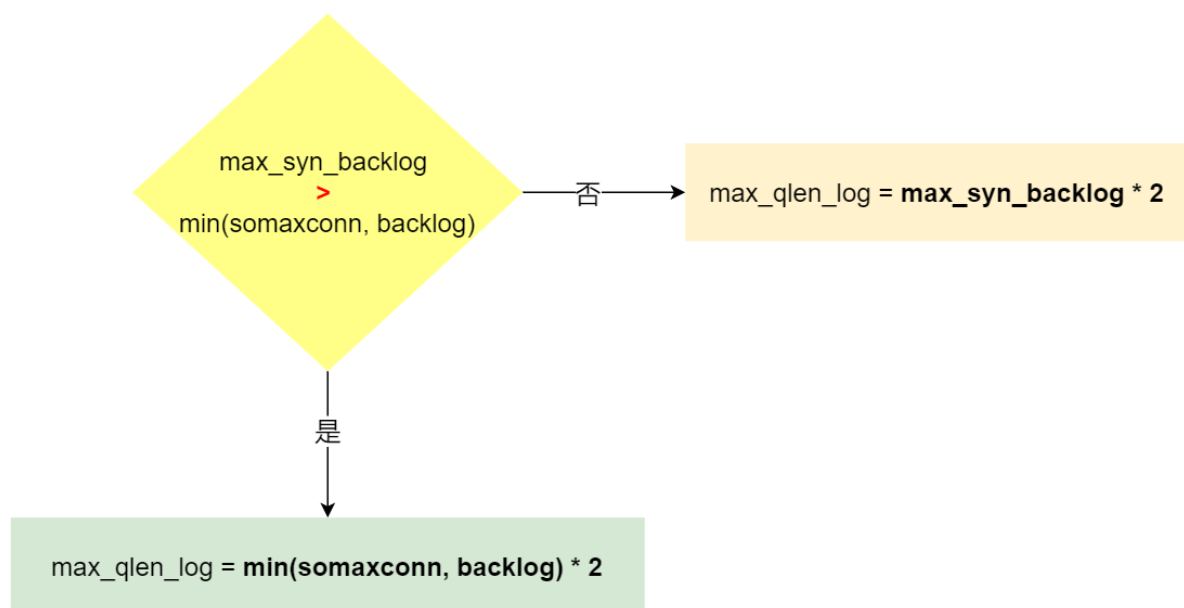 max_syn_backlog
>
min(somaxconn, backlog)
否
max_qlen_log = max_syn_backlog * 2
是
max_qlen_log = min(somaxconn, backlog) * 2